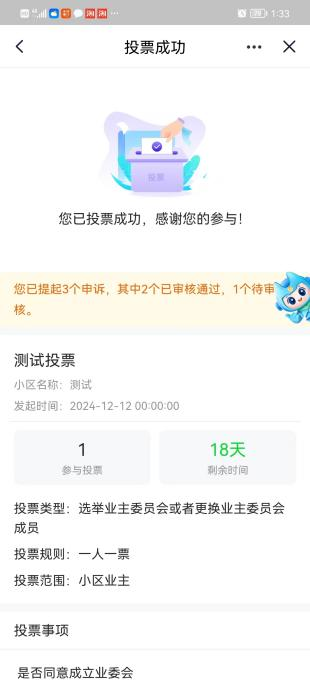 1:33
投票成功
投票
您已投票成功，感谢您的参与！
您已提起3个申诉，其中2个已审核通过，1个待审
核。
测试投票
小区名称：测试
发起时间：2024-12-12 00:00:00
1
参与投票
18天
剩余时间
投票类型：选举业主委员会或者更换业主委员会
成员
投票规则：一人一票
投票范围：小区业主
投票事项
是否同意成立业委会